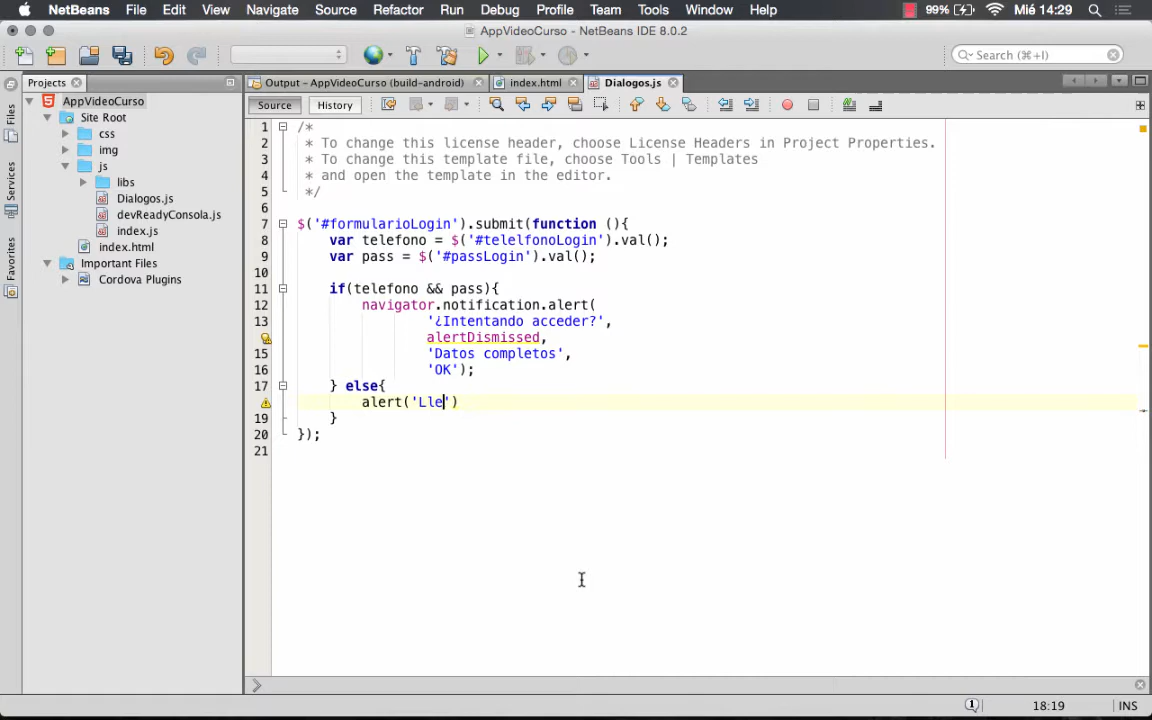 NetBeans File Edit View Navigate Source Refactor Run Debug Profile Team Tools Window Help 99% Mié 14:29
AppVideoCurso - NetBeans IDE 8.0.2
Search (⌘+I)
Projects
Output - AppVideoCurso (build-android) index.html Dialogos.js
Source History
Files
Services
Favorites
AppVideoCurso
Site Root
css
img
js
libs
Dialogos.js
devReadyConsola.js
index.js
index.html
Important Files
Cordova Plugins
1 /*
2 * To change this license header, choose License Headers in Project Properties.
3 * To change this template file, choose Tools | Templates
4 * and open the template in the editor.
5 */
6
7 $('#formularioLogin').submit(function (){
8 var telefono = $('#telelfonoLogin').val();
9 var pass = $('#passLogin').val();
10
11 if(telefono && pass){
12 navigator.notification.alert(
13 '¿Intentando acceder?',
alertDismissed,
15 'Datos completos',
16 'OK');
17 } else{
alert('Lle')
19 }
20 });
21
1 18:19 INS